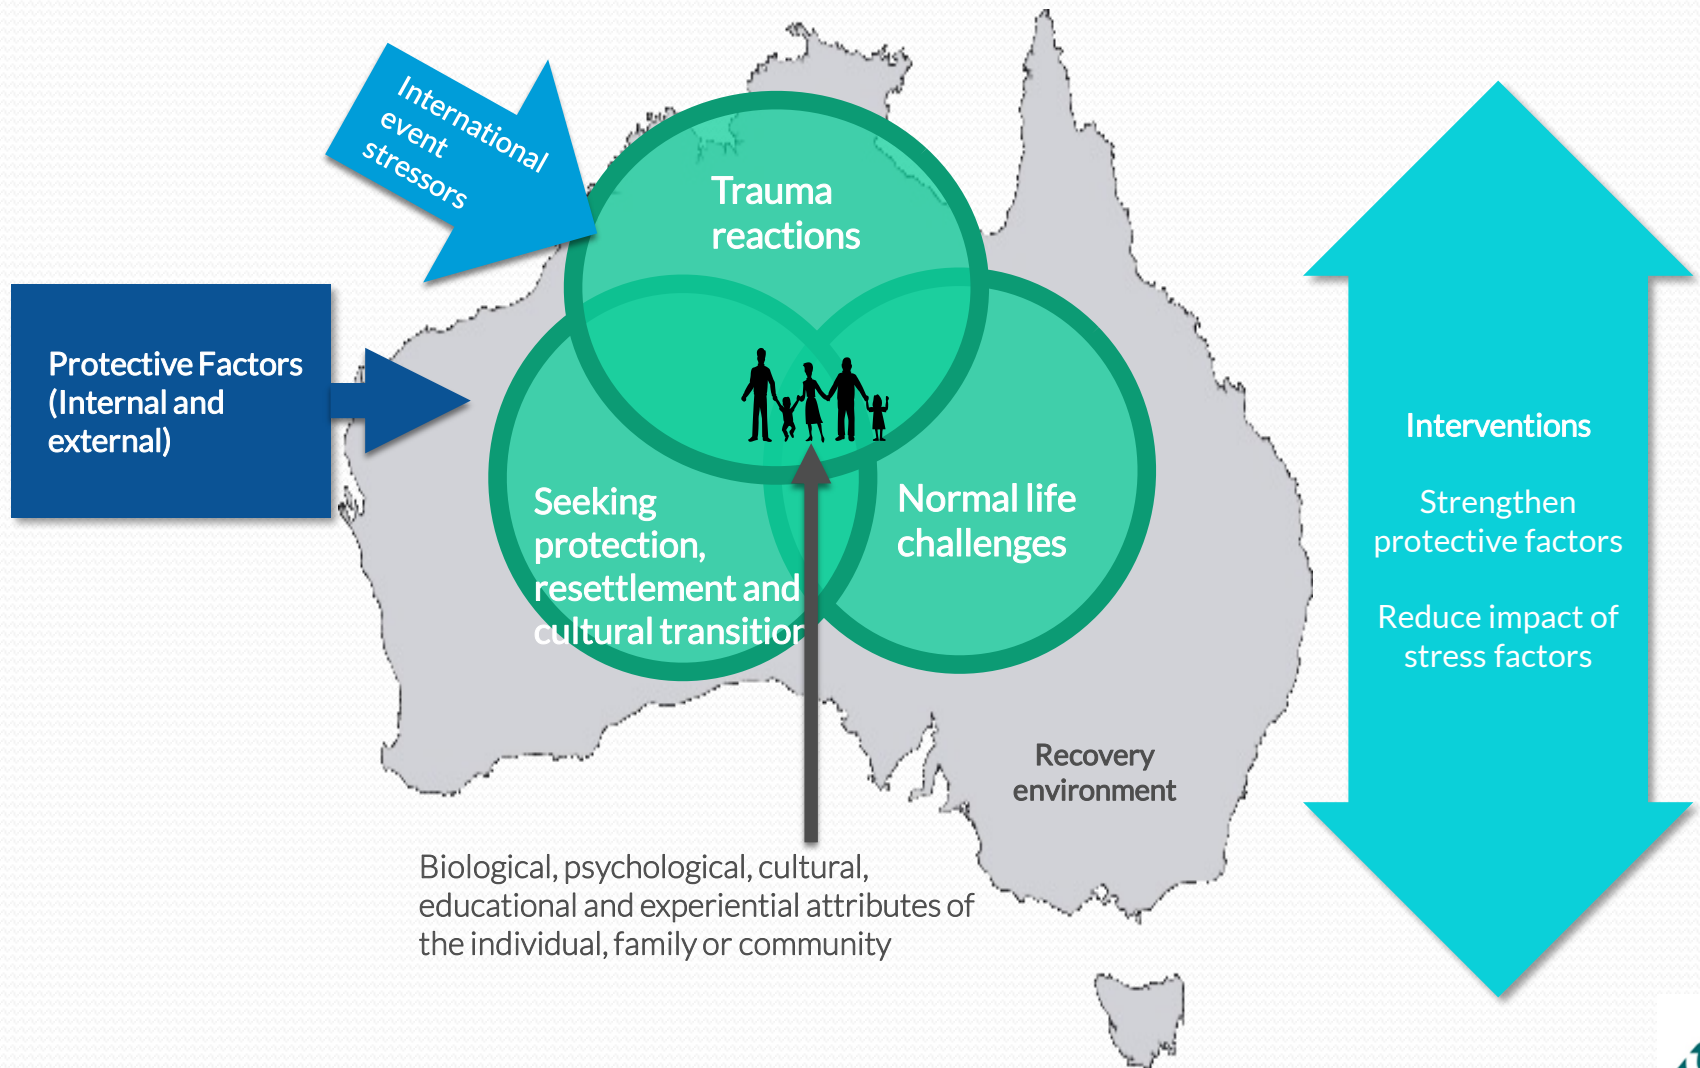 International
event
stressors
Trauma
reactions
Protective Factors
(Internal and
external)
Seeking
protection,
resettlement and
cultural transition
Normal life
challenges
Interventions
Strengthen
protective factors
Reduce impact of
stress factors
Recovery
environment
Biological, psychological, cultural,
educational and experiential attributes of
the individual, family or community